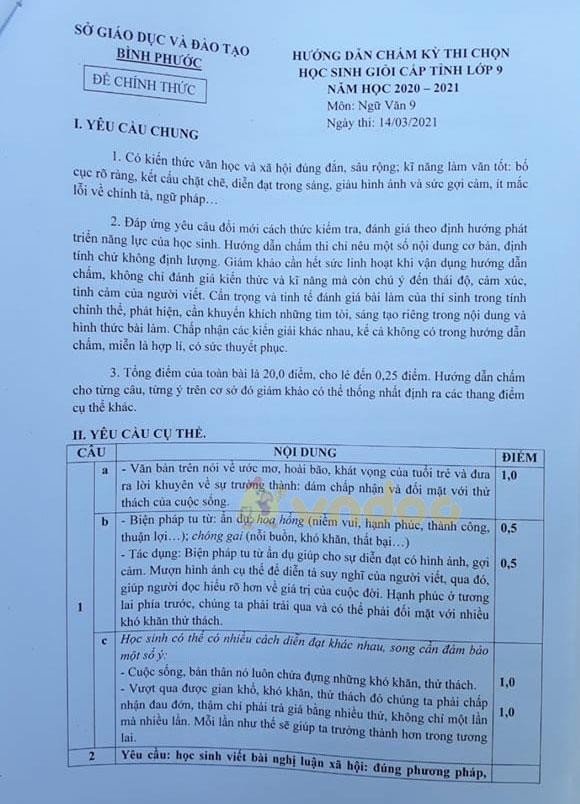 SỞ GIÁO DỤC VÀ ĐÀO TẠO
BÌNH PHƯỚC
ĐỀ CHÍNH THỨC
HƯỚNG DẪN CHẤM KỲ THI CHỌN
HỌC SINH GIỎI CẤP TỈNH LỚP 9
NĂM HỌC 2020 – 2021
Môn: Ngữ Văn 9
Ngày thi: 14/03/2021
I. YÊU CẦU CHUNG
1. Có kiến thức văn học và xã hội đúng đắn, sâu rộng; kĩ năng làm văn tốt: bố
cục rõ ràng, kết cấu chặt chẽ, diễn đạt trong sáng, giàu hình ảnh và sức gợi cảm, ít mắc
lỗi về chính tả, ngữ pháp…
2. Đáp ứng yêu cầu đổi mới cách thức kiểm tra, đánh giá theo định hướng phát
triển năng lực của học sinh. Hướng dẫn chấm thi chỉ nêu một số nội dung cơ bản, định
tính chứ không định lượng. Giám khảo cần hết sức linh hoạt khi vận dụng hướng dẫn
chấm, không chỉ đánh giá kiến thức và kĩ năng mà còn chú ý đến thái độ, cảm xúc,
tình cảm của người viết. Cẩn trọng và tinh tế đánh giá bài làm của thí sinh trong tính
chỉnh thể, phát hiện, cần khuyến khích những tìm tòi, sáng tạo riêng trong nội dung và
hình thức bài làm. Chấp nhận các kiến giải khác nhau, kể cả không có trong hướng dẫn
chấm, miễn là hợp lí, có sức thuyết phục.
3. Tổng điểm của toàn bài là 20,0 điểm, cho lẻ đến 0,25 điểm. Hướng dẫn chấm
cho từng câu, từng ý trên cơ sở đó giám khảo có thể thống nhất định ra các thang điểm
cụ thể khác.
II. YÊU CẦU CỤ THỂ.
CÂU NỘI DUNG ĐIỂM
a - Văn bản trên nói về ước mơ, hoài bão, khát vọng của tuổi trẻ và đưa 1,0
ra lời khuyên về sự trưởng thành: dám chấp nhận và đối mặt với thử
thách của cuộc sống.
vndoc
b - Biện pháp tu từ: ẩn dụ: hoa hồng (niềm vui, hạnh phúc, thành công, 0,5
thuận lợi…); chông gai (nỗi buồn, khó khăn, thất bại…)
- Tác dụng: Biện pháp tu từ ẩn dụ giúp cho sự diễn đạt có hình ảnh, gợi 0,5
cảm. Mượn hình ảnh cụ thể để diễn tả suy nghĩ của người viết, qua đó,
giúp người đọc hiểu rõ hơn về giá trị của cuộc đời. Hạnh phúc ở tương
lai phía trước, chúng ta phải trải qua và có thể phải đối mặt với nhiều
1 khó khăn thử thách.
c Học sinh có thể có nhiều cách diễn đạt khác nhau, song cần đảm bảo
một số ý:
- Cuộc sống, bản thân nó luôn chứa đựng những khó khăn, thử thách. 1,0
- Vượt qua được gian khổ, khó khăn, thử thách đó chúng ta phải chấp
nhận đau đớn, thậm chí phải trả giá bằng nhiều thứ, không chỉ một lần 1,0
mà nhiều lần. Mỗi lần như thế sẽ giúp ta trưởng thành hơn trong tương
lai.
2 Yêu cầu: học sinh viết bài nghị luận xã hội: đúng phương pháp,